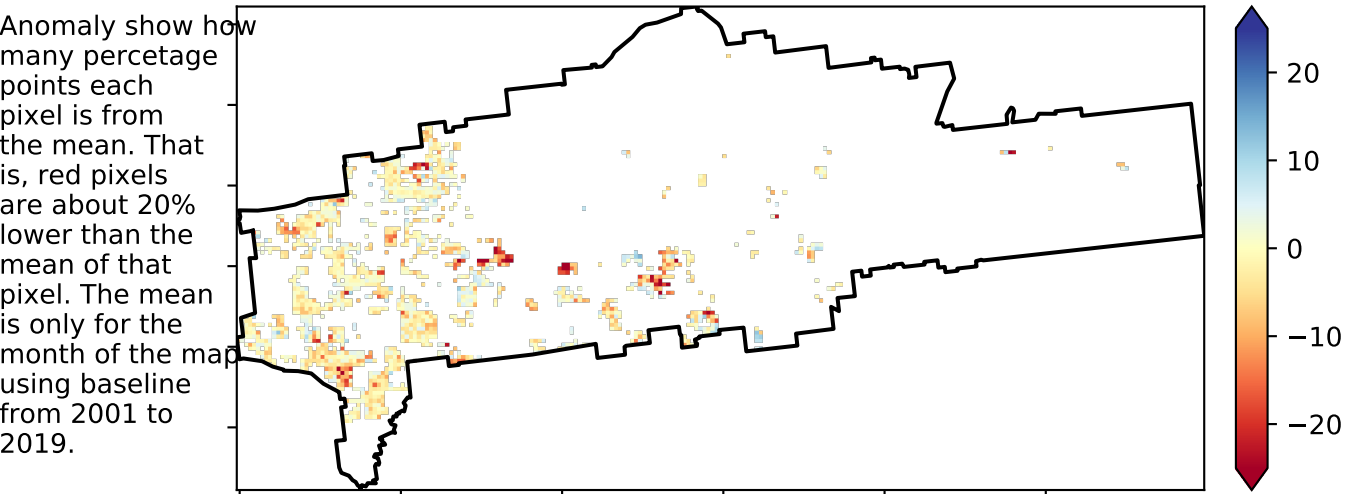 Anomaly show how
many percetage
points each
pixel is from
the mean. That
is, red pixels
are about 20%
lower than the
mean of that
pixel. The mean
is only for the
month of the map
using baseline
from 2001 to
2019.
20
10
0
−10
−20